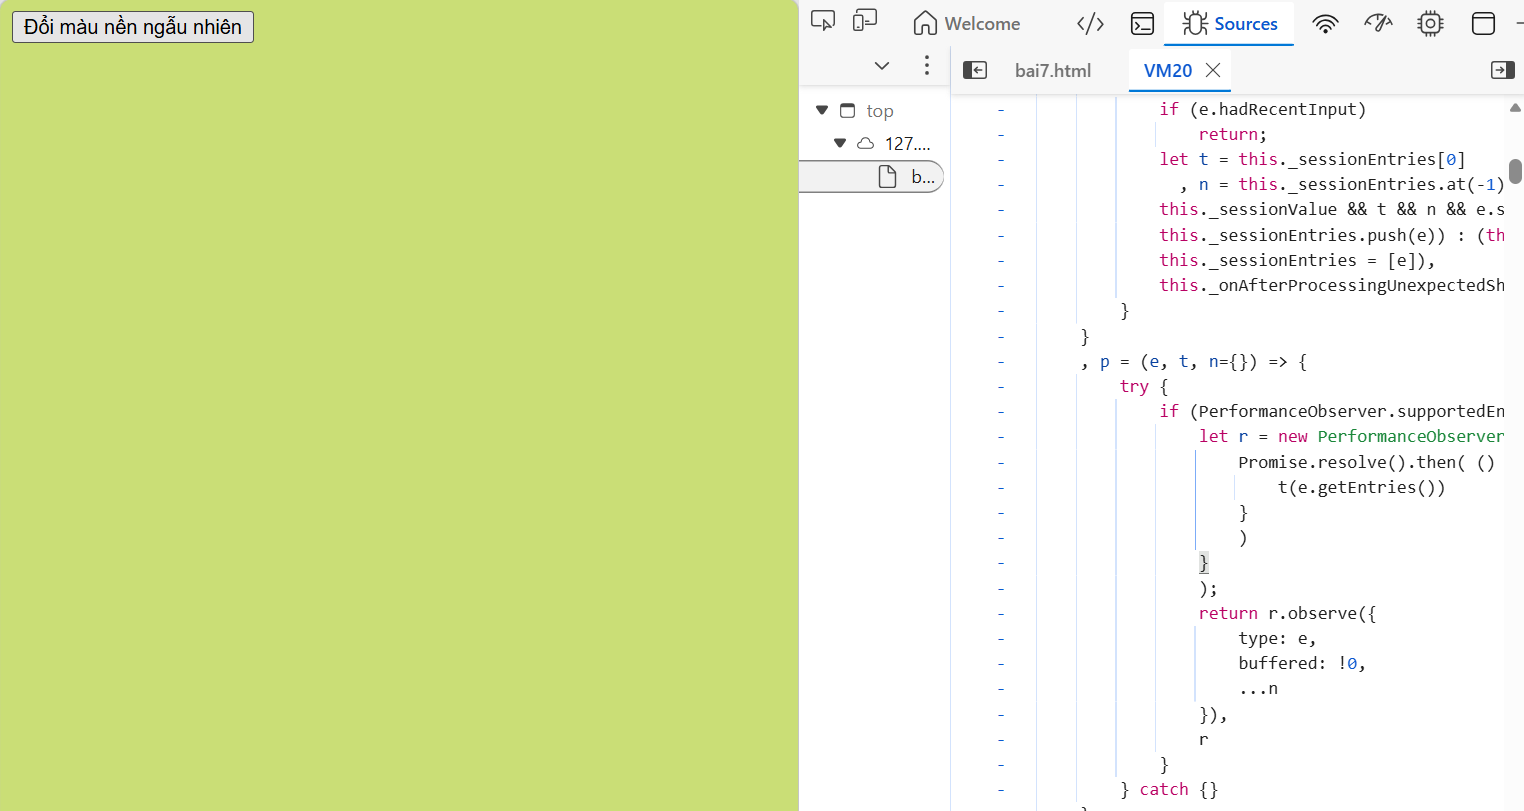 Đổi màu nền ngẫu nhiên
Welcome
Sources
bai7.html
VM20
top
127....
b...
if (e.hadRecentInput)
return;
let t = this._sessionEntries[0]
, n = this._sessionEntries.at(-1)
this._sessionValue && t && n && e.s
this._sessionEntries.push(e)) : (th
this._sessionEntries = [e]),
this._onAfterProcessingUnexpectedSh
}
}
, p = (e, t, n={}) => {
try {
if (PerformanceObserver.supportedEn
let r = new PerformanceObserver
Promise.resolve().then( ()
t(e.getEntries())
}
)
}
);
return r.observe({
type: e,
buffered: !0,
...n
}),
r
}
} catch {}